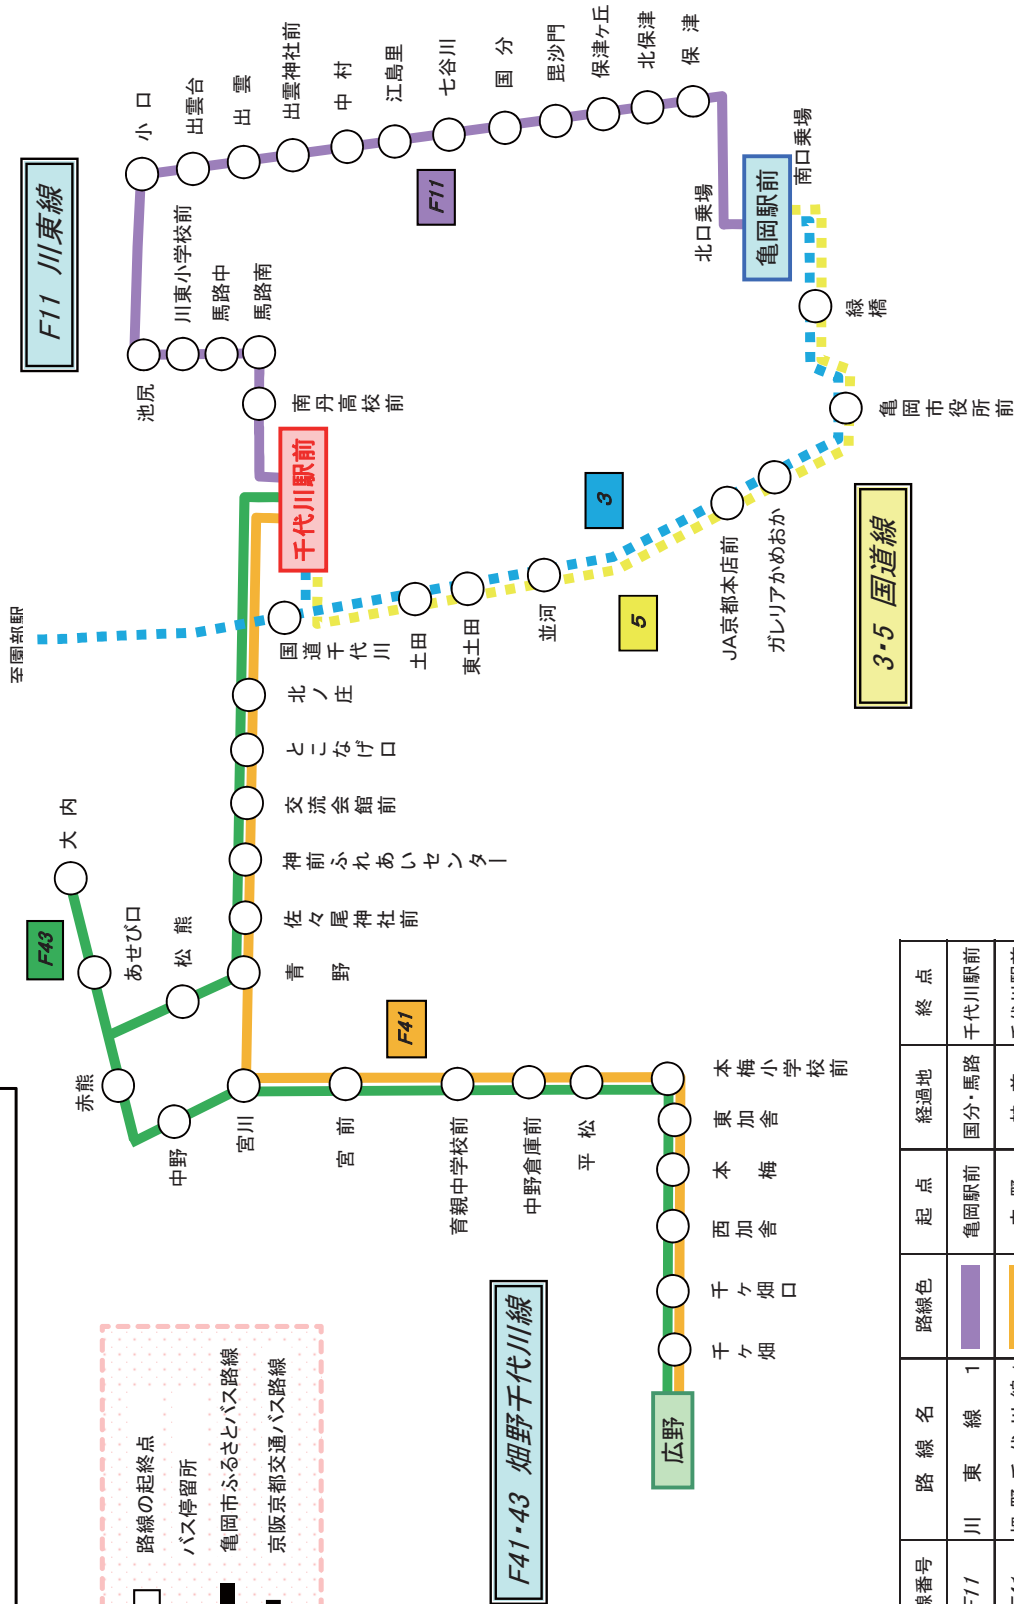 F11 川東線
小口
出雲台
出雲
出雲神社前
中村
江島里
七谷川
国分
毘沙門
保津ヶ丘
北保津
保津
F11
北口乗場
亀岡駅前
南口乗場
池尻
川東小学校前
馬路中
馬路南
南丹高校前
千代川駅前
緑橋
亀岡市役所前
ガレリアかめおか
JA京都本店前
3
5
3・5 国道線
並河
東土田
土田
国道千代川
至園部駅
北ノ庄
とこなげ口
交流会館前
神前ふれあいセンター
佐々尾神社前
青野
松熊
大内
あせび口
F43
赤熊
中野
宮川
F41
宮前
育親中学校前
中野倉庫前
平松
本梅小学校前
東加舎
本梅
西加舎
千ヶ畑口
千ヶ畑
広野
F41・43 畑野千代川線
路線の起終点
バス停留所
亀岡市ふるさとバス路線
京阪京都交通バス路線
線番号 路線名 路線色 起点 経過地 終点
F11 川東線 1 亀岡駅前 国分・馬路 千代川駅前